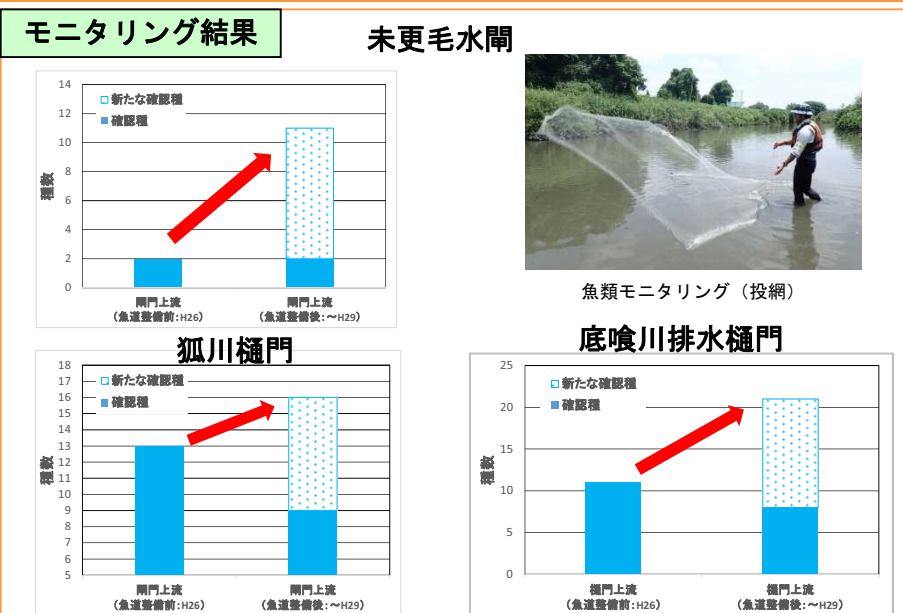 モニタリング結果
未更毛水閘
14
12
10
8
6
4
2
0
種数
新たな確認種
確認種
閘門上流
（魚道整備前:H26）
閘門上流
（魚道整備後:～H29）
魚類モニタリング（投網）
狐川樋門
18
17
16
15
14
13
12
11
10
9
8
7
6
5
種数
新たな確認種
確認種
閘門上流
（魚道整備前:H26）
閘門上流
（魚道整備後:～H29）
底喰川排水樋門
25
20
15
10
5
0
種数
新たな確認種
確認種
樋門上流
（魚道整備前:H26）
樋門上流
（魚道整備後:～H29）